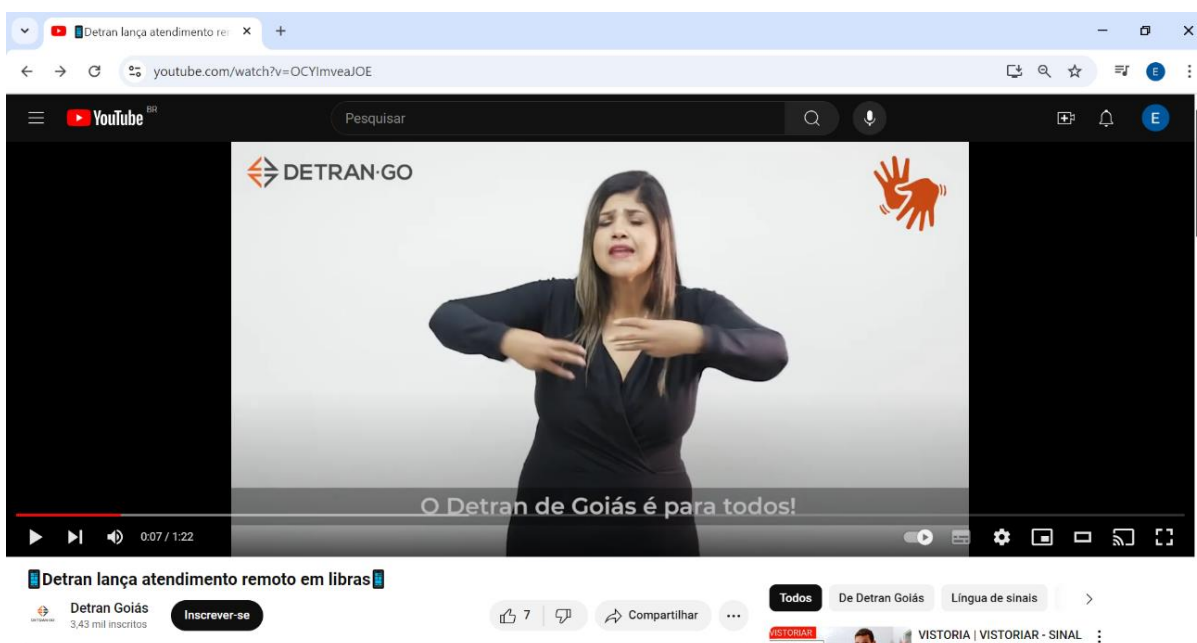 Detran lança atendimento re
youtube.com/watch?v=OCYImveaJOE
E
YouTube BR
Pesquisar
E
DETRAN·GO
O Detran de Goiás é para todos!
0:07 / 1:22
Detran lança atendimento remoto em libras
Detran Goiás
3,43 mil inscritos
Inscrever-se
7
Compartilhar
Todos
De Detran Goiás
Língua de sinais
VISTORIAR
VISTORIA | VISTORIAR - SINAL